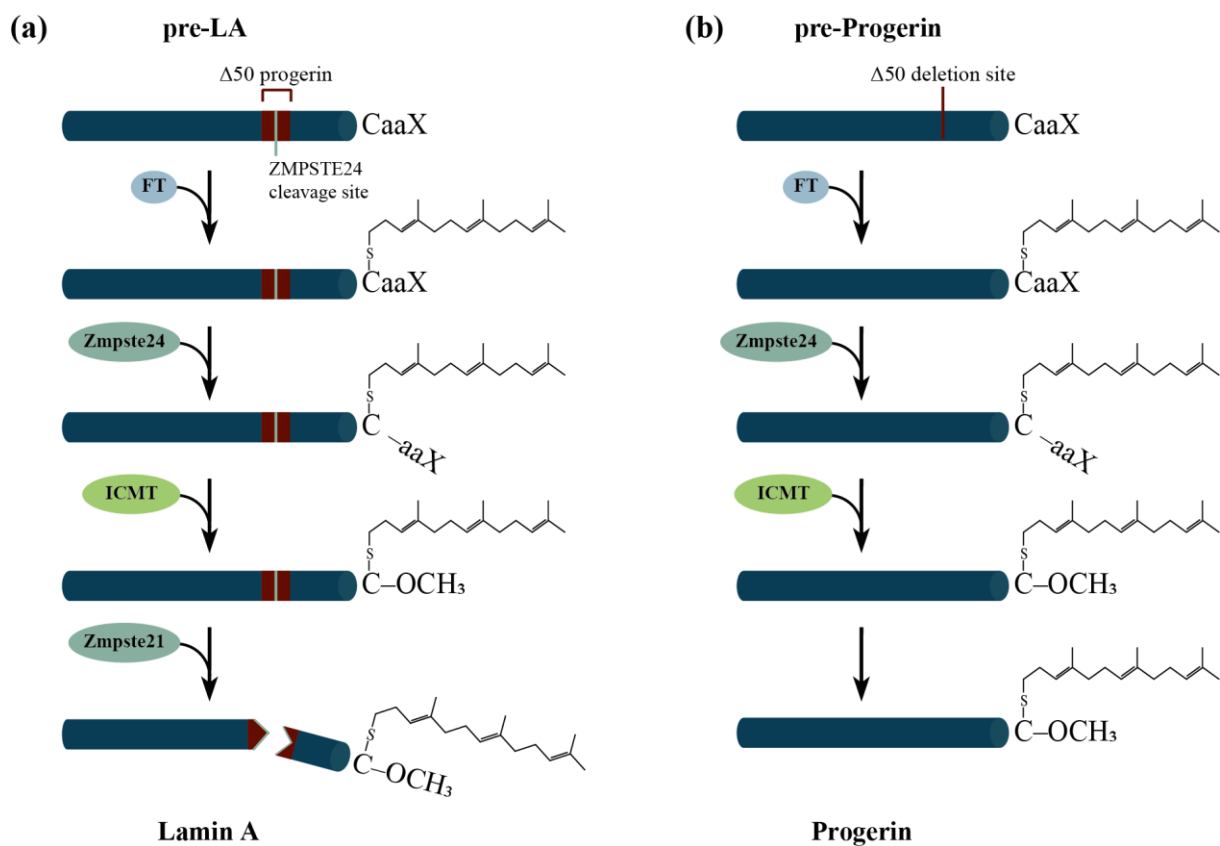 (a)
pre-LA
Δ50 progerin
CaaX
ZMPSTE24
cleavage site
FT
S
CaaX
Zmpste24
S
C
aaX
ICMT
S
C–OCH₃
Zmpste21
S
C–OCH₃
Lamin A
(b)
pre-Progerin
Δ50 deletion site
CaaX
FT
S
CaaX
Zmpste24
S
C
aaX
ICMT
S
C–OCH₃
S
C–OCH₃
Progerin